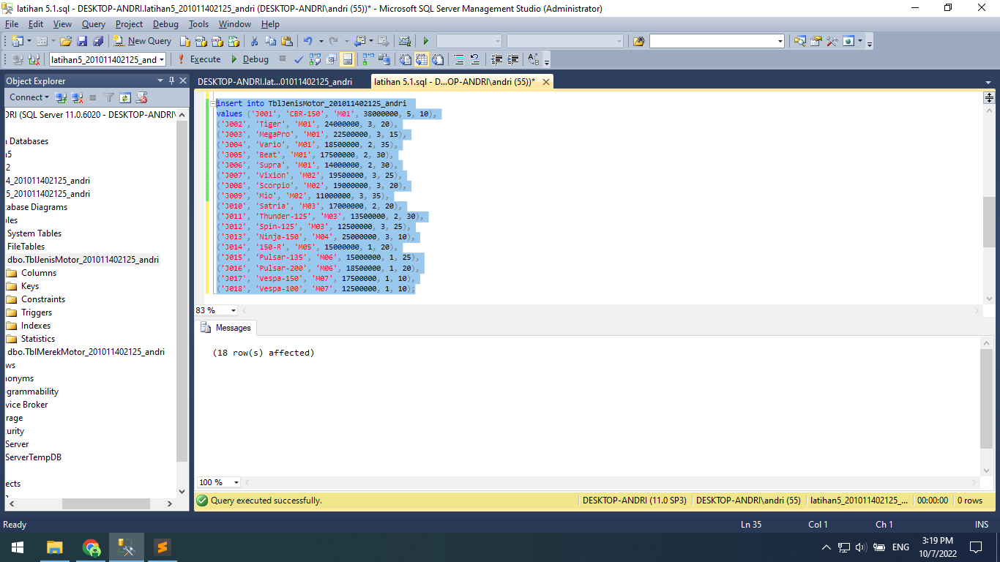 latihan 5.1.sql - DESKTOP-ANDRI.latihan5_201011402125_andri (DESKTOP-ANDRI\andri (55))* - Microsoft SQL Server Management Studio (Administrator)
File Edit View Query Project Debug Tools Window Help
New Query
latihan5_201011402125_and Execute Debug
Object Explorer
DESKTOP-ANDRI.lat...01011402125_andri
latihan 5.1.sql - D...OP-ANDRI\andri (55))*
Connect
DRI (SQL Server 11.0.6020 - DESKTOP-ANDRI\
n Databases
n5
2
4_201011402125_andri
5_201011402125_andri
tabase Diagrams
bles
System Tables
FileTables
dbo.TblJenisMotor_201011402125_andri
Columns
Keys
Constraints
Triggers
Indexes
Statistics
dbo.TblMerekMotor_201011402125_andri
ws
nonyms
grammability
vice Broker
rage
curity
Server
ServerTempDB
ects
insert into TblJenisMotor_201011402125_andri
values ('J001', 'CBR-150', 'M01', 38000000, 5, 10),
('J002', 'Tiger', 'M01', 24000000, 3, 20),
('J003', 'MegaPro', 'M01', 22500000, 3, 15),
('J004', 'Vario', 'M01', 18500000, 2, 35),
('J005', 'Beat', 'M01', 17500000, 2, 30),
('J006', 'Supra', 'M01', 14000000, 2, 30),
('J007', 'Vixion', 'M02', 19500000, 3, 25),
('J008', 'Scorpio', 'M02', 19000000, 3, 20),
('J009', 'Mio', 'M02', 11000000, 3, 35),
('J010', 'Satria', 'M03', 17000000, 2, 20),
('J011', 'Thunder-125', 'M03', 13500000, 2, 30),
('J012', 'Spin-125', 'M03', 12500000, 3, 25),
('J013', 'Ninja-150', 'M04', 25000000, 3, 10),
('J014', '150-R', 'M05', 15000000, 1, 20),
('J015', 'Pulsar-135', 'M06', 15000000, 1, 25),
('J016', 'Pulsar-200', 'M06', 18500000, 1, 20),
('J017', 'Vespa-150', 'M07', 17500000, 1, 10),
('J018', 'Vespa-100', 'M07', 12500000, 1, 10);
83 %
Messages
(18 row(s) affected)
100 %
Query executed successfully. DESKTOP-ANDRI (11.0 SP3) DESKTOP-ANDRI\andri (55) latihan5_201011402125_... 00:00:00 0 rows
Ready Ln 35 Col 1 Ch 1 INS
ENG
3:19 PM
10/7/2022